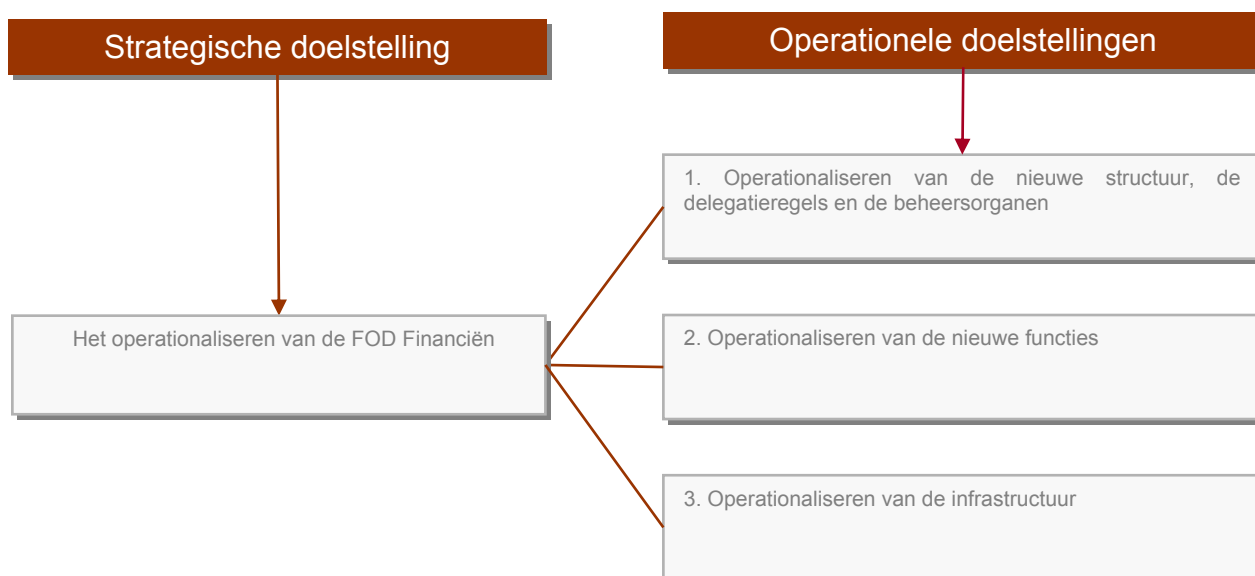 Strategische doelstelling
Operationele doelstellingen
1. Operationaliseren van de nieuwe structuur, de
delegatieregels en de beheersorganen
Het operationaliseren van de FOD Financiën
2. Operationaliseren van de nieuwe functies
3. Operationaliseren van de infrastructuur